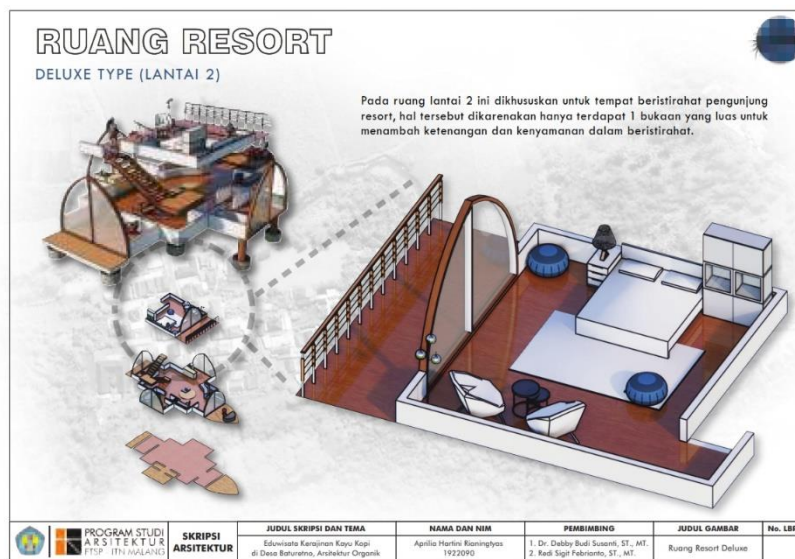 RUANG RESORT
DELUXE TYPE (LANTAI 2)
Pada ruang lantai 2 ini dikhususkan untuk tempat beristirahat pengunjung
resort, hal tersebut dikarenakan hanya terdapat 1 bukaan yang luas untuk
menambah ketenangan dan kenyamanan dalam beristirahat.
PROGRAM STUDI
ARSITEKTUR
FTSP ITN MALANG
SKRIPSI
ARSITEKTUR
JUDUL SKRIPSI DAN TEMA
Eduwisata Kerajinan Kayu Kopi
di Desa Baturetno, Arsitektur Organik
NAMA DAN NIM
Aprilia Hartini Rianingtyas
1922090
PEMBIMBING
1. Dr. Debby Budi Susanti, ST., MT.
2. Redi Sigit Febrianto, ST., MT.
JUDUL GAMBAR
Ruang Resort Deluxe
No. LBR